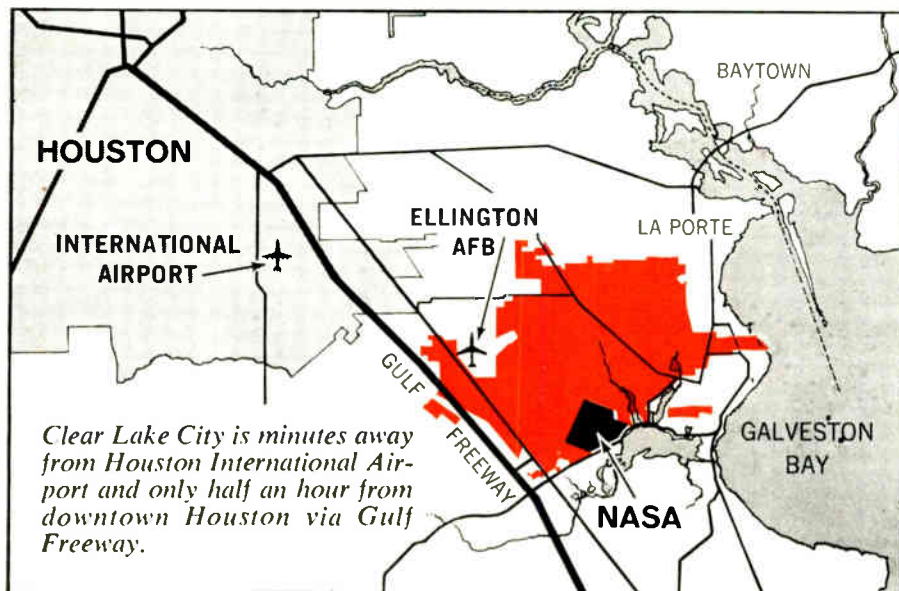 BAYTOWN
HOUSTON
ELLINGTON
AFB
LA PORTE
INTERNATIONAL
AIRPORT
GULF
FREEWAY
GALVESTON
BAY
NASA
Clear Lake City is minutes away
from Houston International Air-
port and only half an hour from
downtown Houston via Gulf
Freeway.